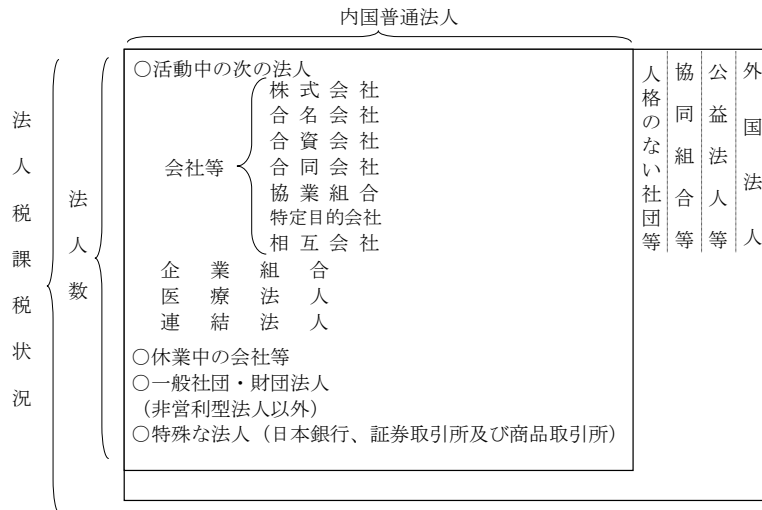 内国普通法人
法人税課税状況
法人数
○活動中の次の法人
会社等
株式会社
合名会社
合資会社
合同会社
協業組合
特定目的会社
相互会社
企業組合
医療法人
連結法人
○休業中の会社等
○一般社団・財団法人
（非営利型法人以外）
○特殊な法人（日本銀行、証券取引所及び商品取引所）
人格のない社団等
協同組合等
公益法人等
外国法人